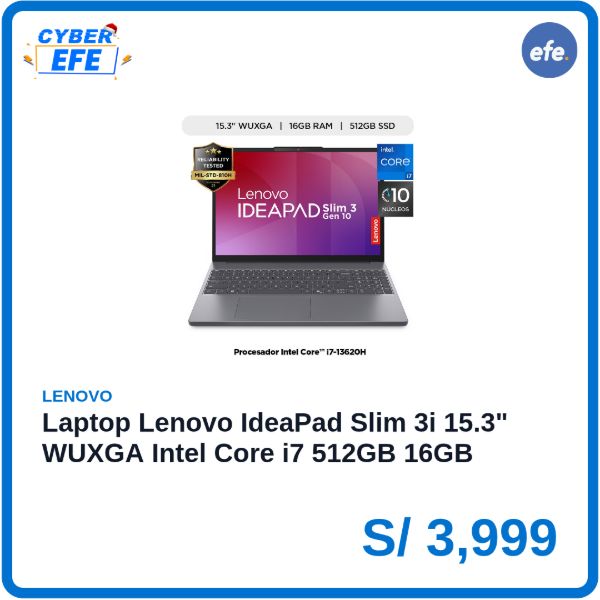 CYBER
EFE
efe.
15.3" WUXGA | 16GB RAM | 512GB SSD
RELIABILITY
TESTED
MIL-STD-810H
intel.
CORE
i7
10
NÚCLEOS
Lenovo
IDEAPAD Slim 3
Gen 10
Lenovo
Procesador Intel Core™ i7-13620H
LENOVO
Laptop Lenovo IdeaPad Slim 3i 15.3"
WUXGA Intel Core i7 512GB 16GB
S/ 3,999